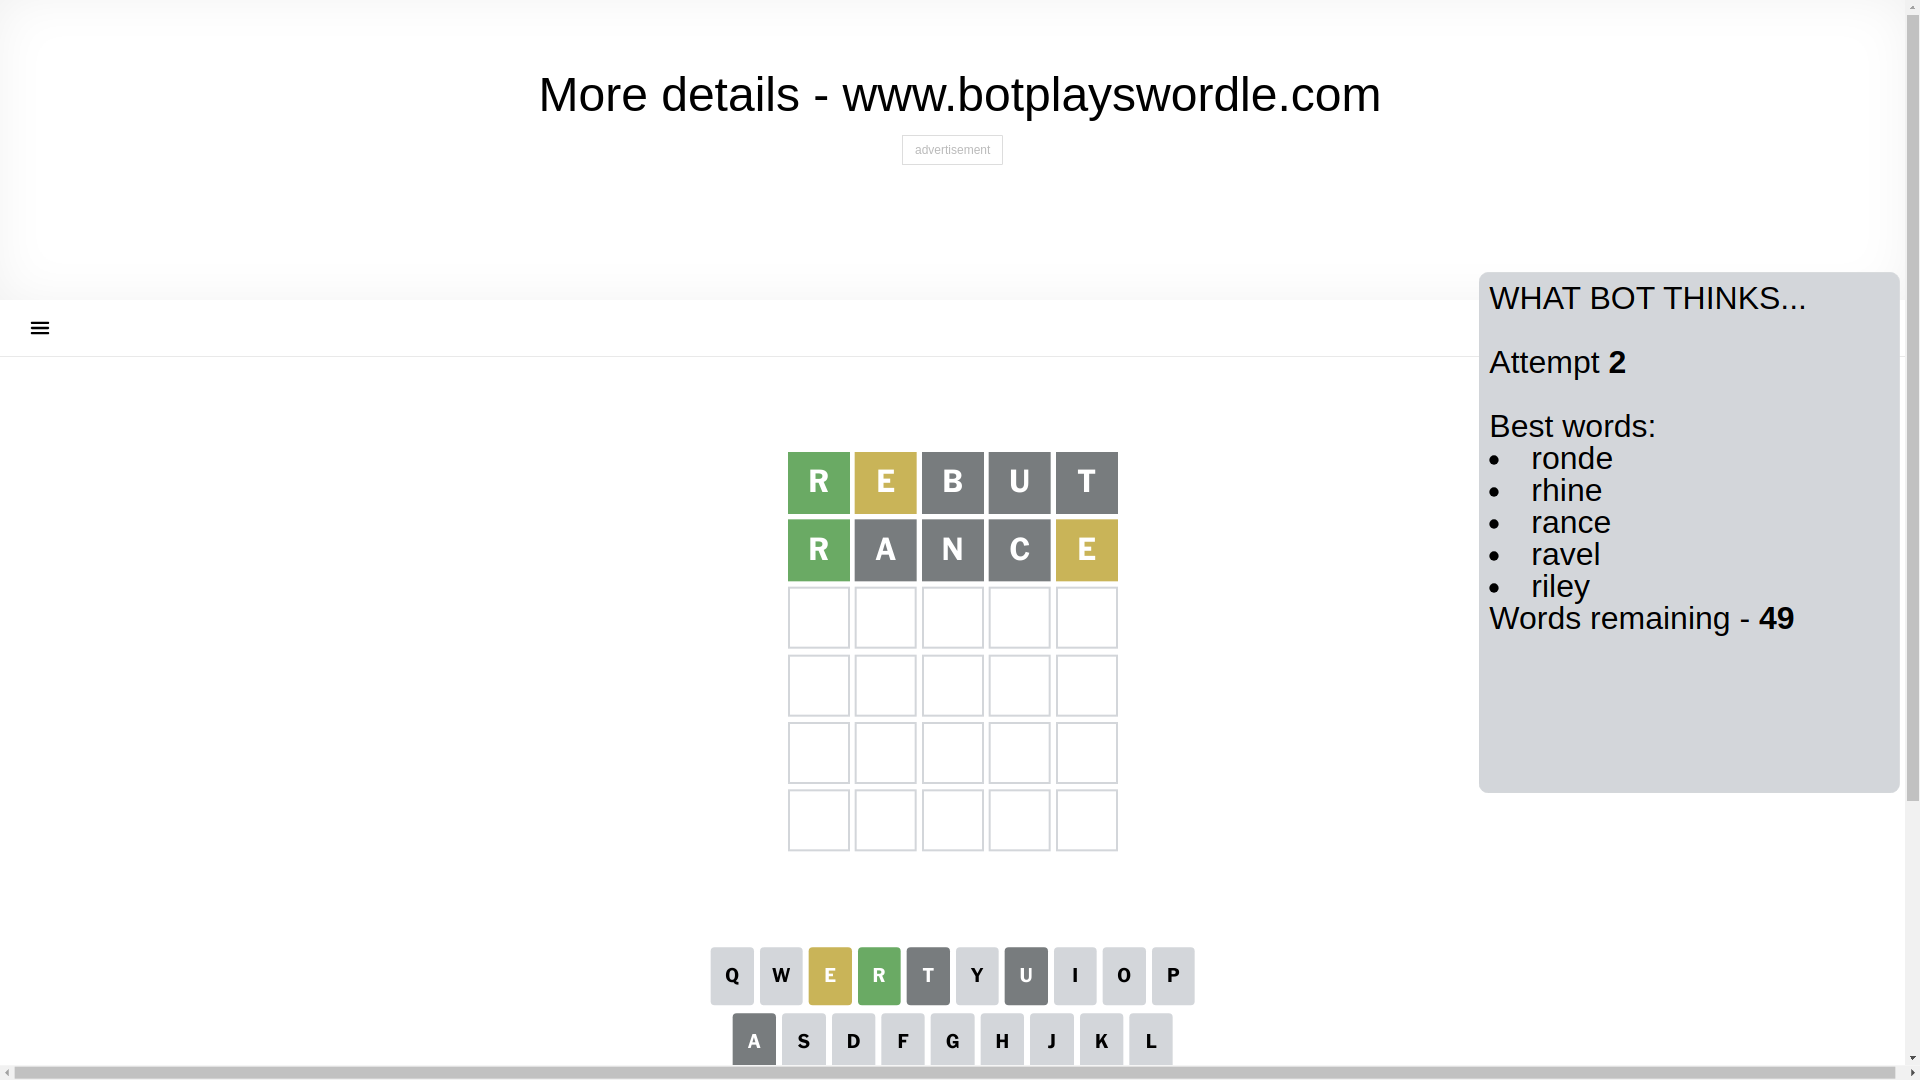 More details - www.botplayswordle.com
advertisement
WHAT BOT THINKS...
Attempt 2
Best words:
• ronde
• rhine
• rance
• ravel
• riley
Words remaining - 49
R E B U T
R A N C E
Q W E R T Y U I O P
A S D F G H J K L